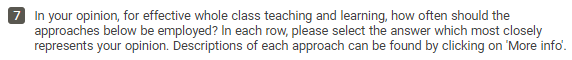 7 In your opinion, for effective whole class teaching and learning, how often should the
approaches below be employed? In each row, please select the answer which most closely
represents your opinion. Descriptions of each approach can be found by clicking on 'More info'.